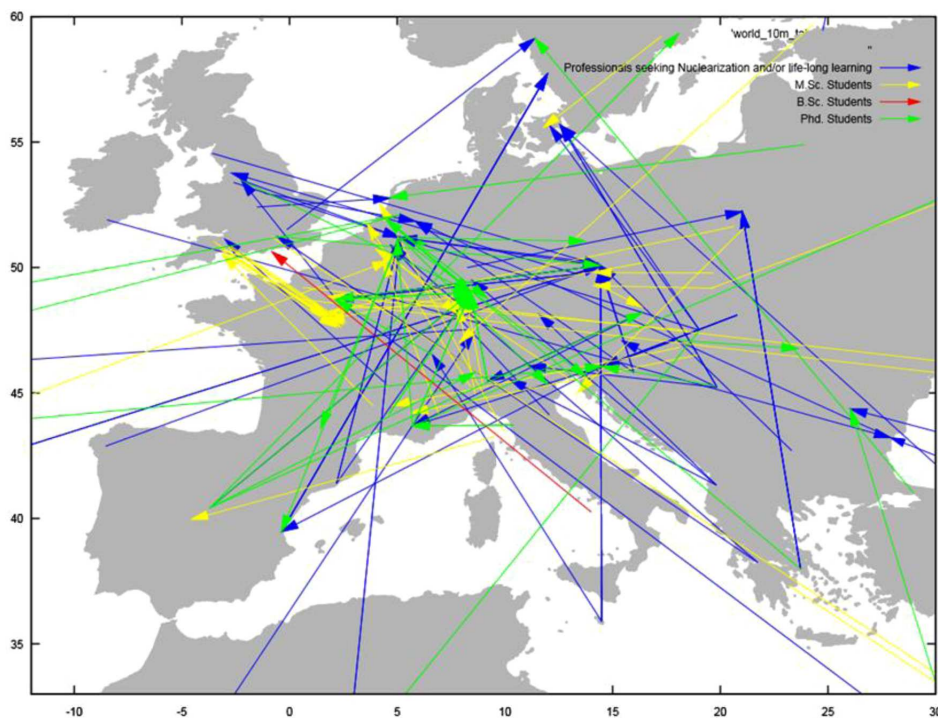 60
'world_10m_
"
Professionals seeking Nuclearization and/or life-long learning
M.Sc. Students
B.Sc. Students
Phd. Students
55
50
45
40
35
-10 -5 0 5 10 15 20 25 30